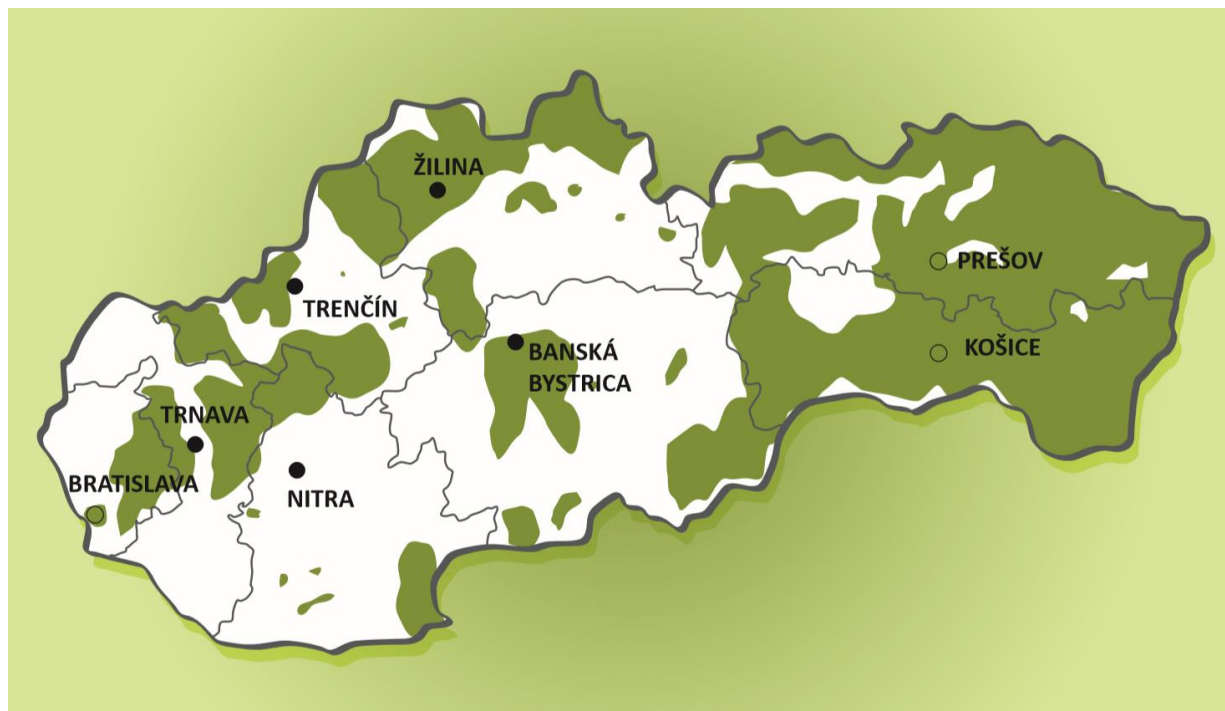 ŽILINA
PREŠOV
TRENČÍN
KOŠICE
BANSKÁ
BYSTRICA
TRNAVA
BRATISLAVA
NITRA